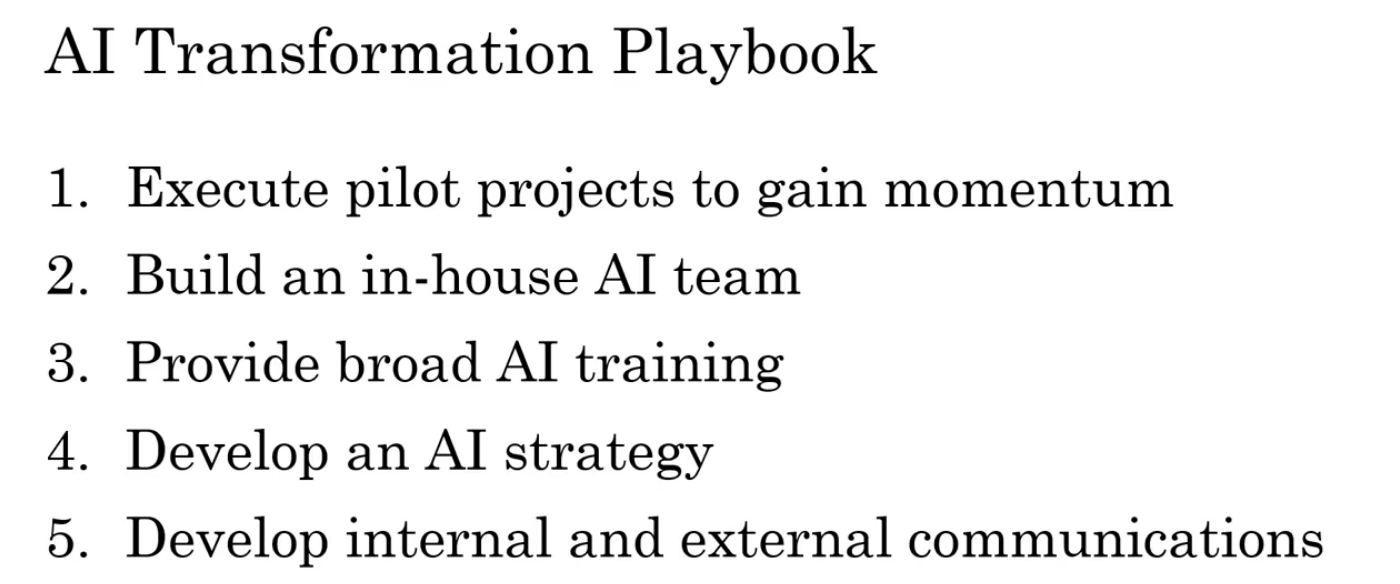 AI Transformation Playbook
1. Execute pilot projects to gain momentum
2. Build an in-house AI team
3. Provide broad AI training
4. Develop an AI strategy
5. Develop internal and external communications